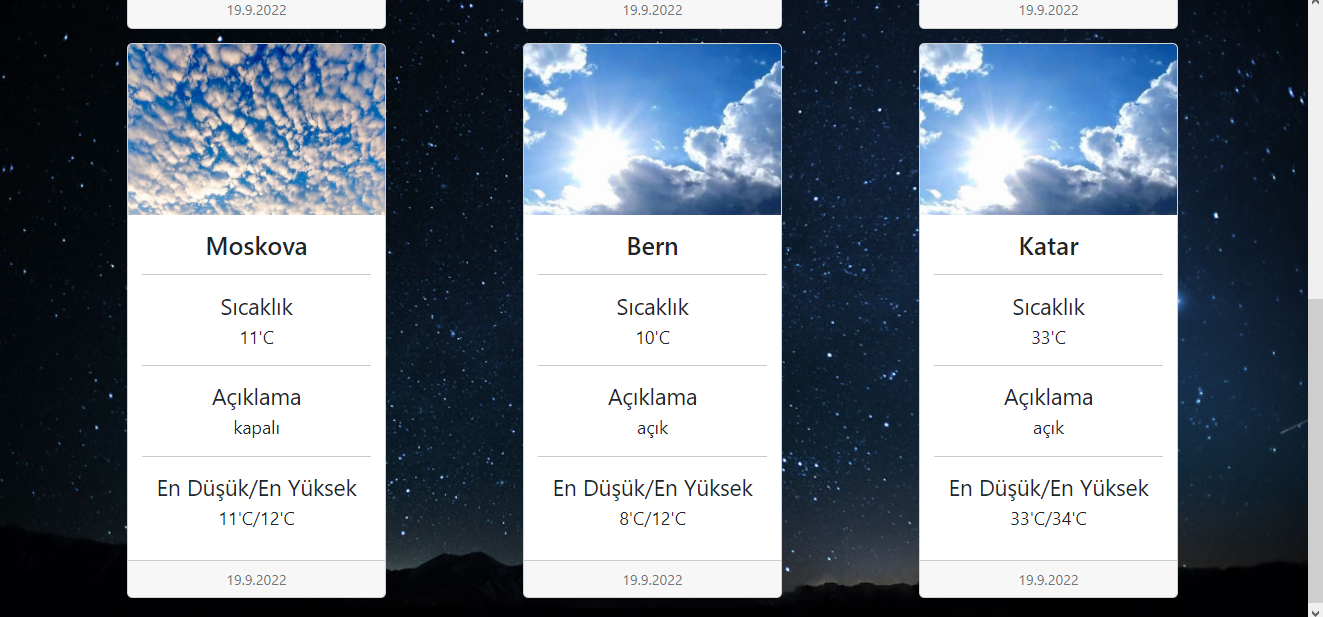 19.9.2022
19.9.2022
19.9.2022
Moskova
Sıcaklık
11'C
Açıklama
kapalı
En Düşük/En Yüksek
11'C/12'C
19.9.2022
Bern
Sıcaklık
10'C
Açıklama
açık
En Düşük/En Yüksek
8'C/12'C
19.9.2022
Katar
Sıcaklık
33'C
Açıklama
açık
En Düşük/En Yüksek
33'C/34'C
19.9.2022